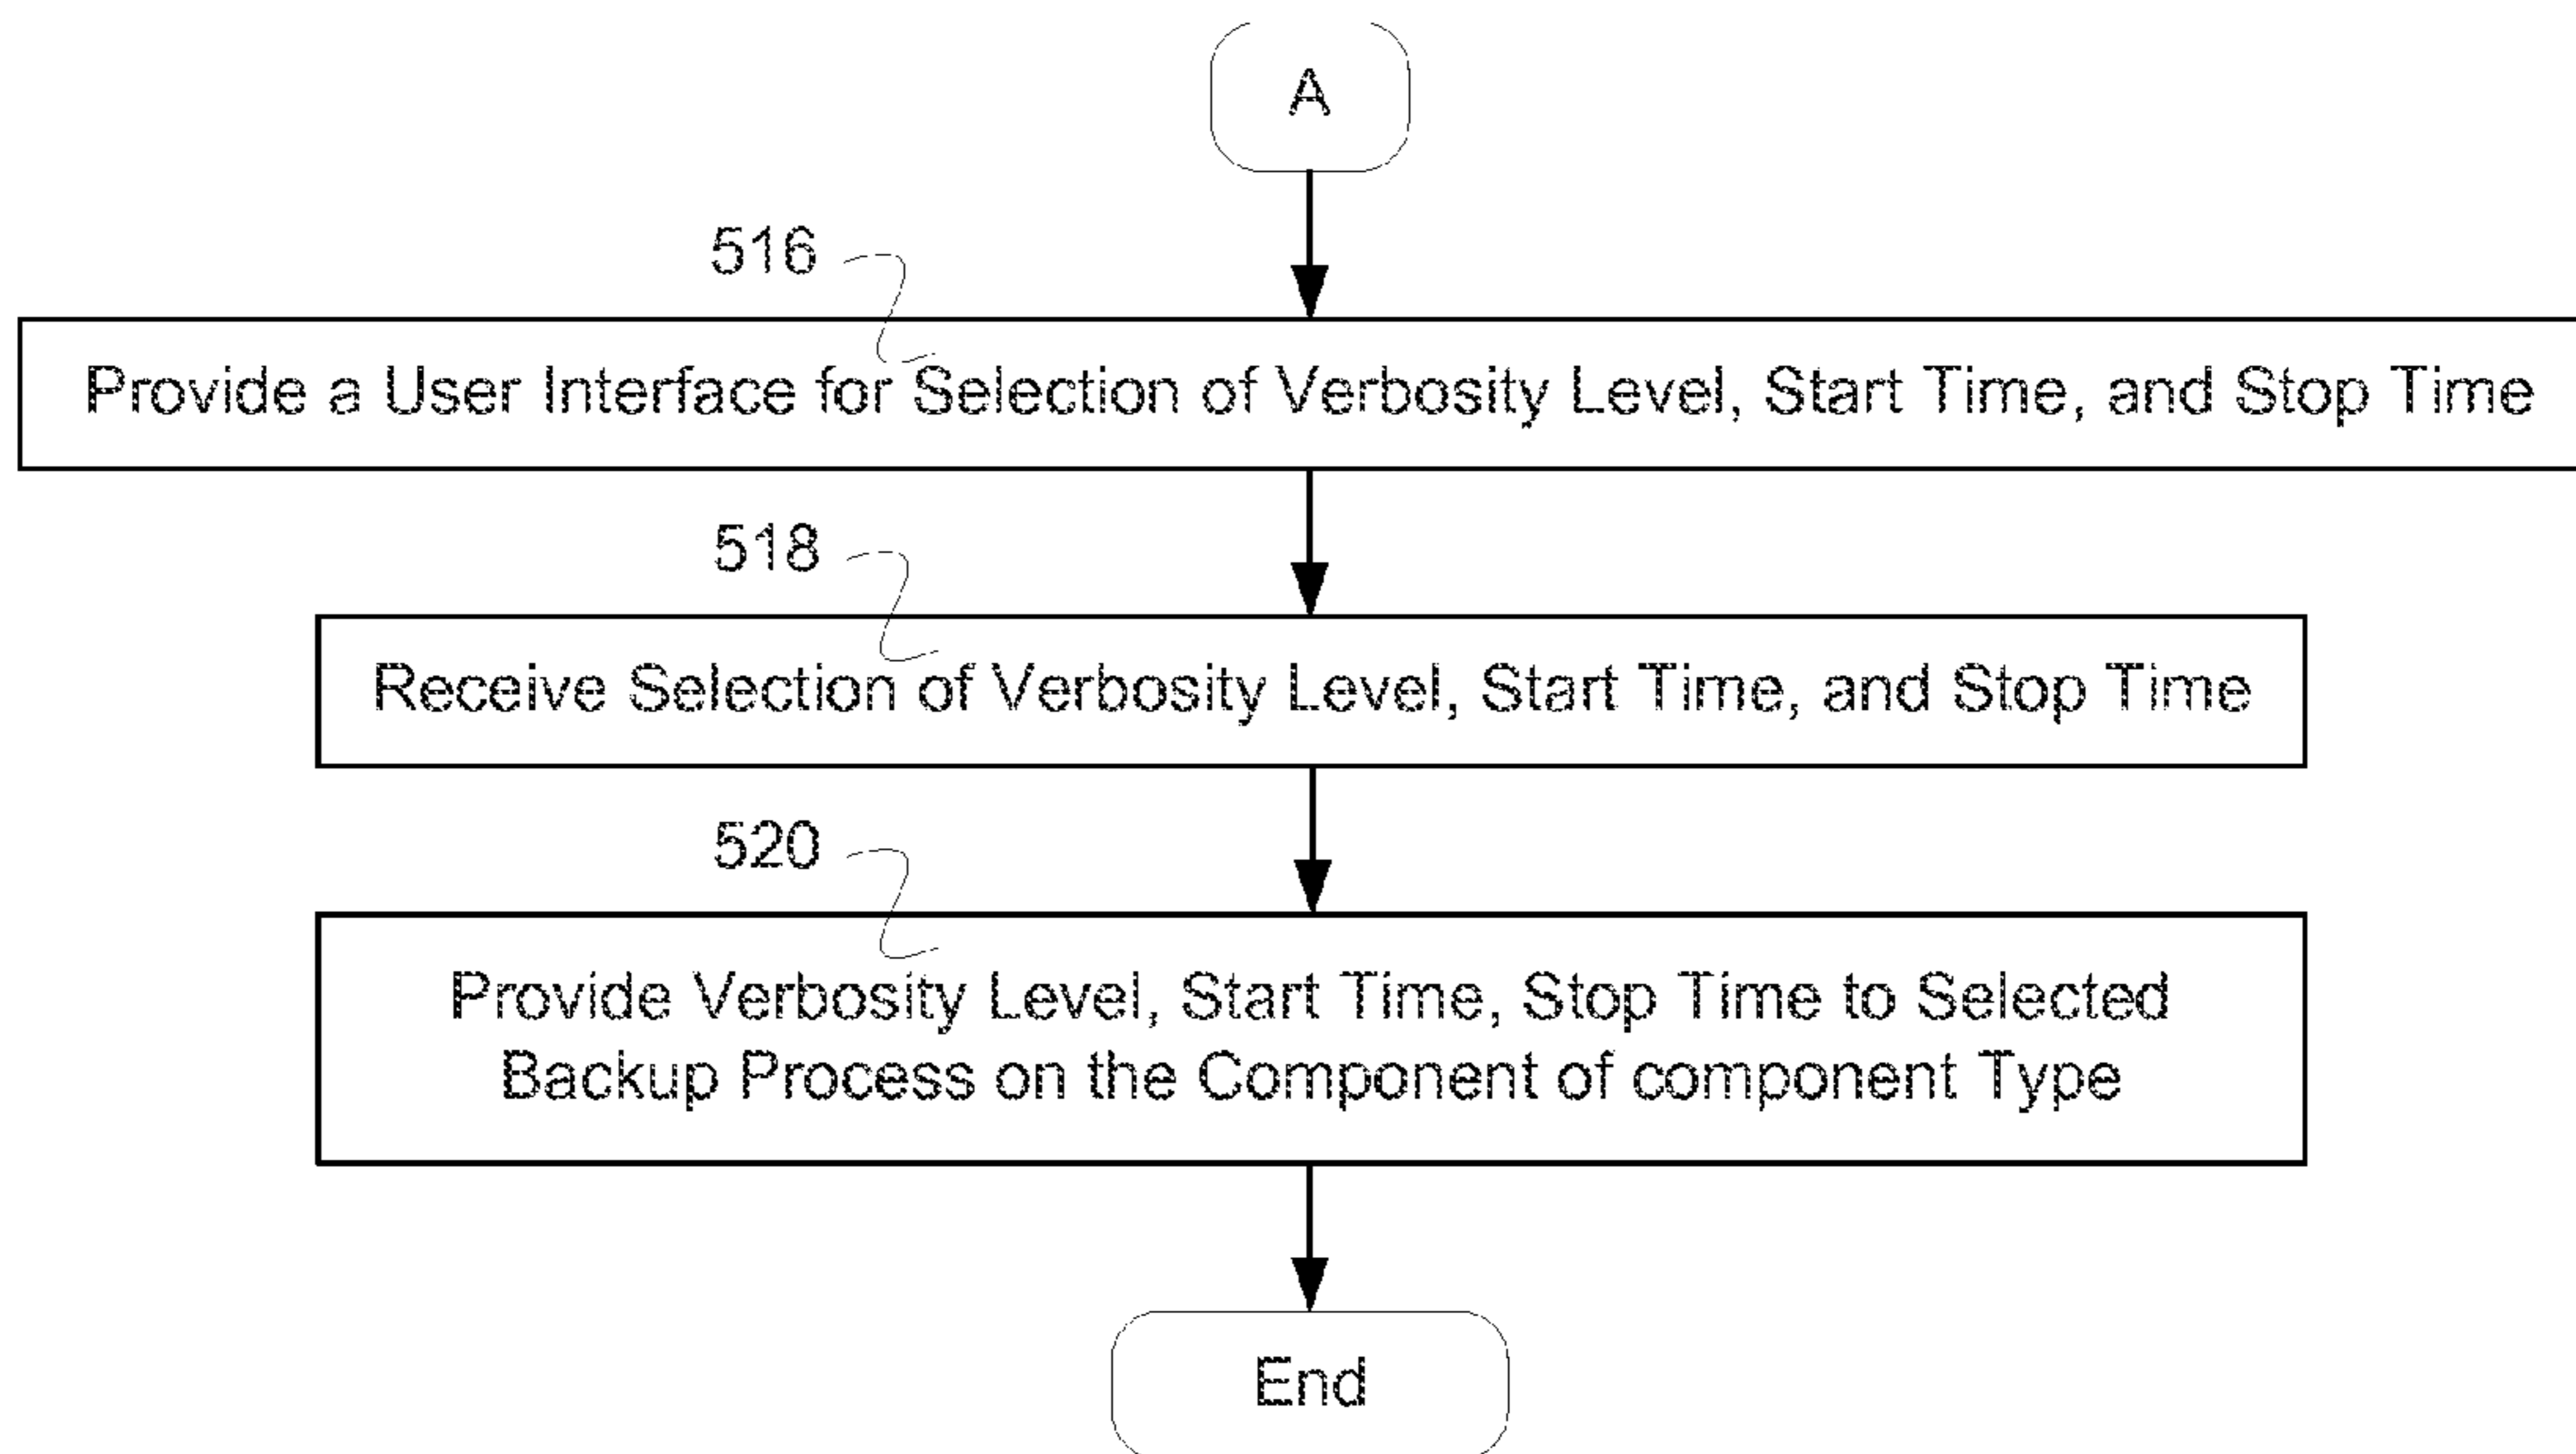 A
516
Provide a User Interface for Selection of Verbosity Level, Start Time, and Stop Time
518
Receive Selection of Verbosity Level, Start Time, and Stop Time
520
Provide Verbosity Level, Start Time, Stop Time to Selected
Backup Process on the Component of component Type
End